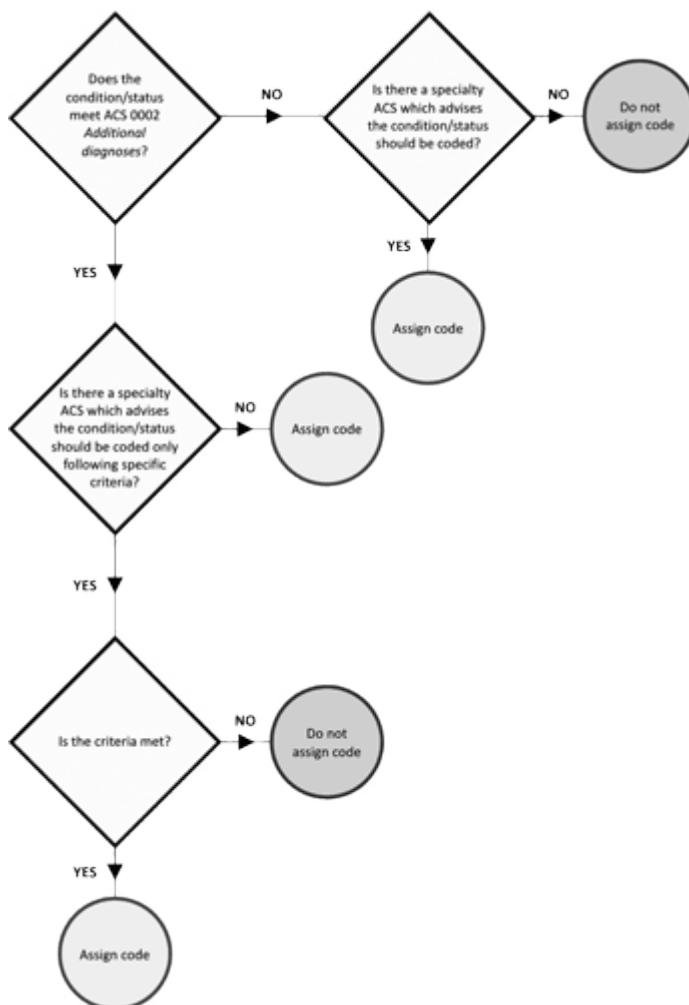 Does the
condition/status
meet ACS 0002
Additional
diagnoses?
NO
Is there a specialty
ACS which advises
the condition/status
should be coded?
NO
Do not
assign code
YES
YES
Assign code
Is there a specialty
ACS which advises
the condition/status
should be coded only
following specific
criteria?
NO
Assign code
YES
Is the criteria met?
NO
Do not
assign code
YES
Assign code